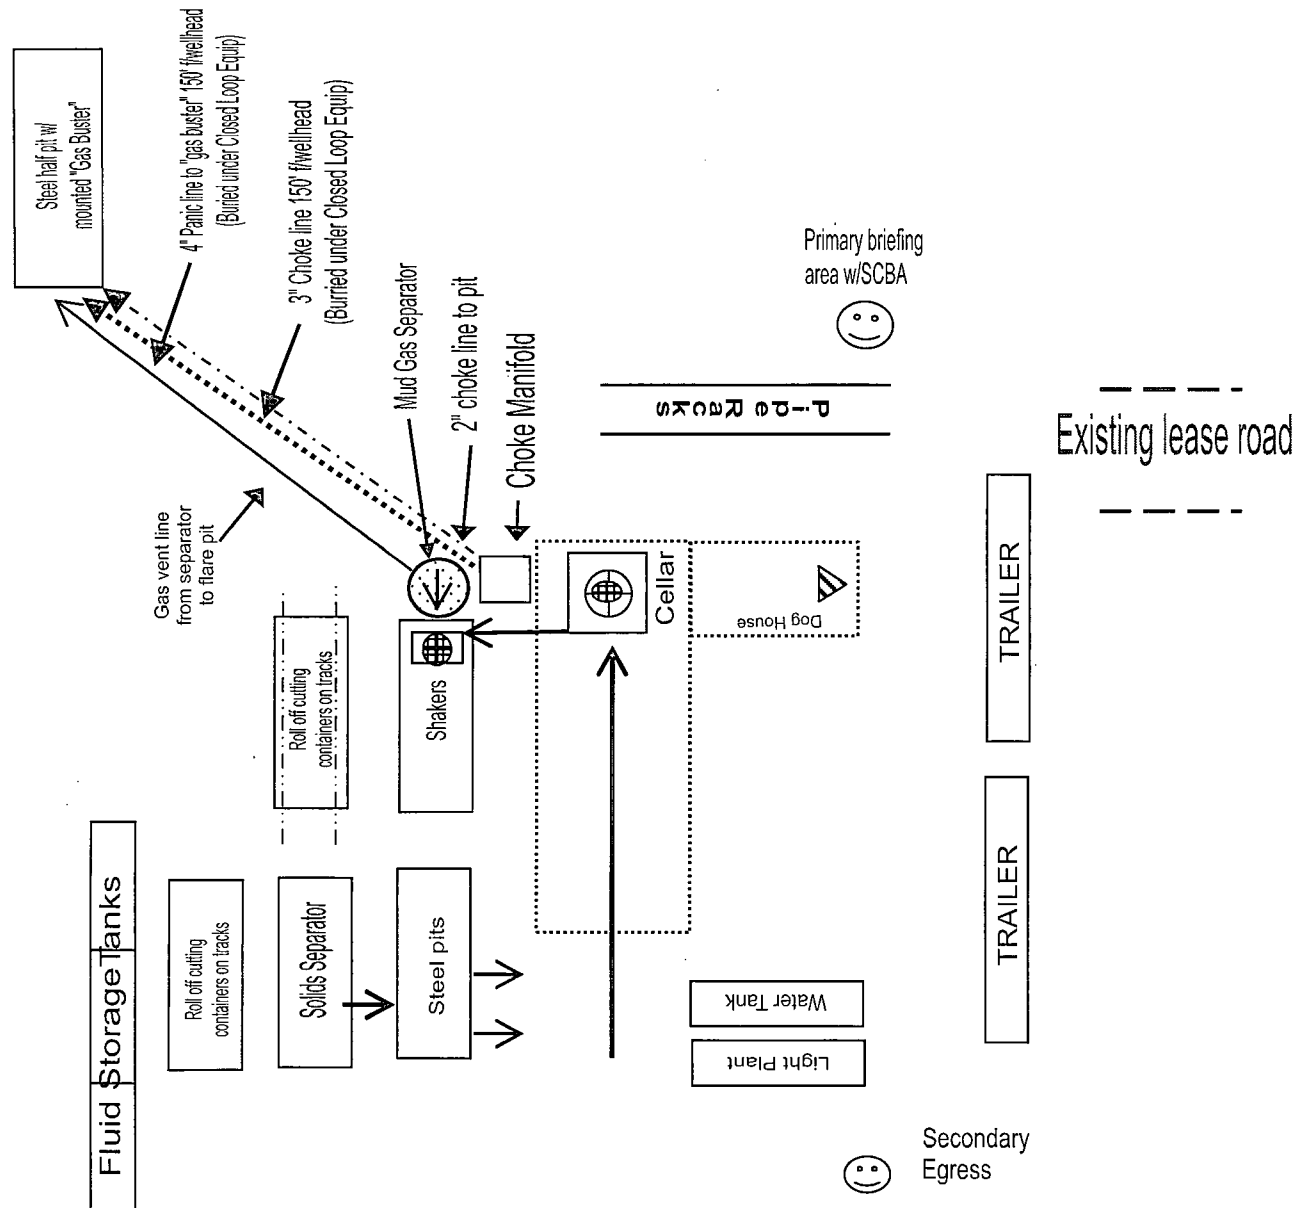 Steel half pit w/
mounted "Gas Buster"
4" Panic line to "gas buster" 150' f/wellhead
(Buried under Closed Loop Equip)
3" Choke line 150' f/wellhead
(Burried under Closed Loop Equip)
Mud Gas Separator
2" choke line to pit
Choke Manifold
Primary briefing
area w/SCBA
Pipe Racks
Existing lease road
Gas vent line
from separator
to flare pit
Roll off cutting
containers on tracks
Shakers
Cellar
Dog House
TRAILER
Fluid Storage Tanks
Roll off cutting
containers on tracks
Solids Separator
Steel pits
Water Tank
Light Plant
TRAILER
Secondary
Egress